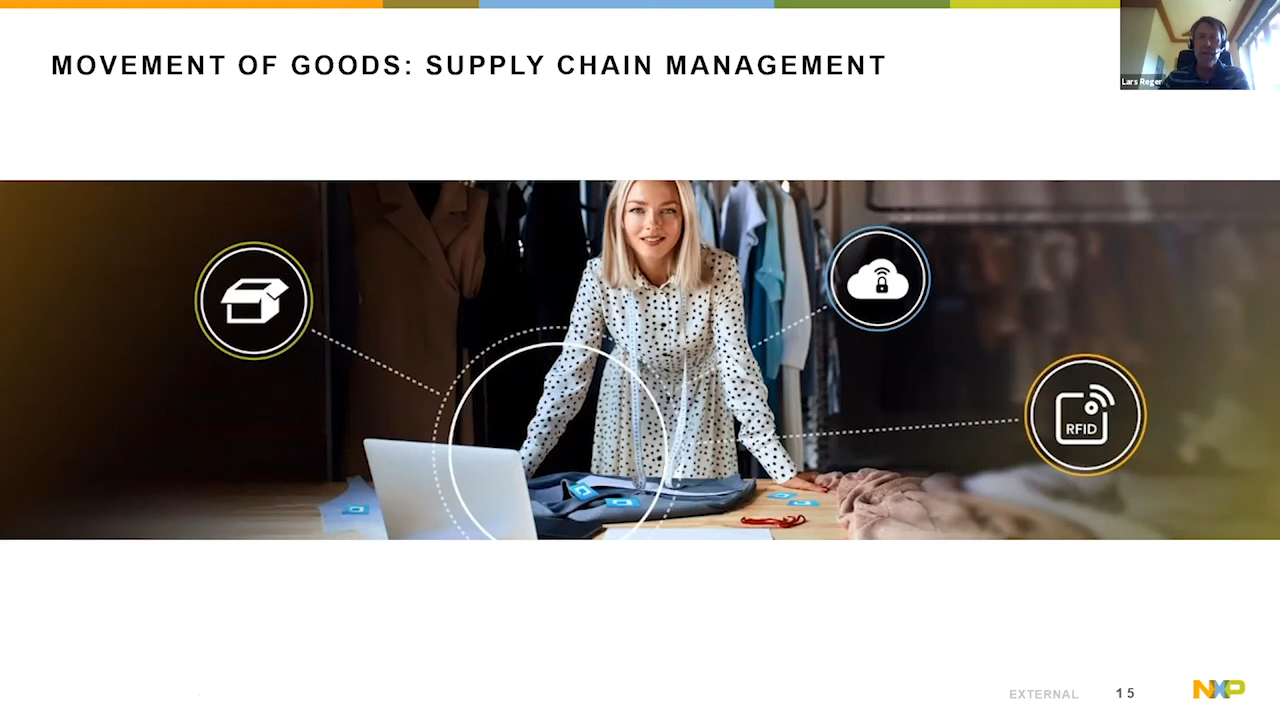 MOVEMENT OF GOODS: SUPPLY CHAIN MANAGEMENT
Lars Reger
RFID
EXTERNAL 15 NXP